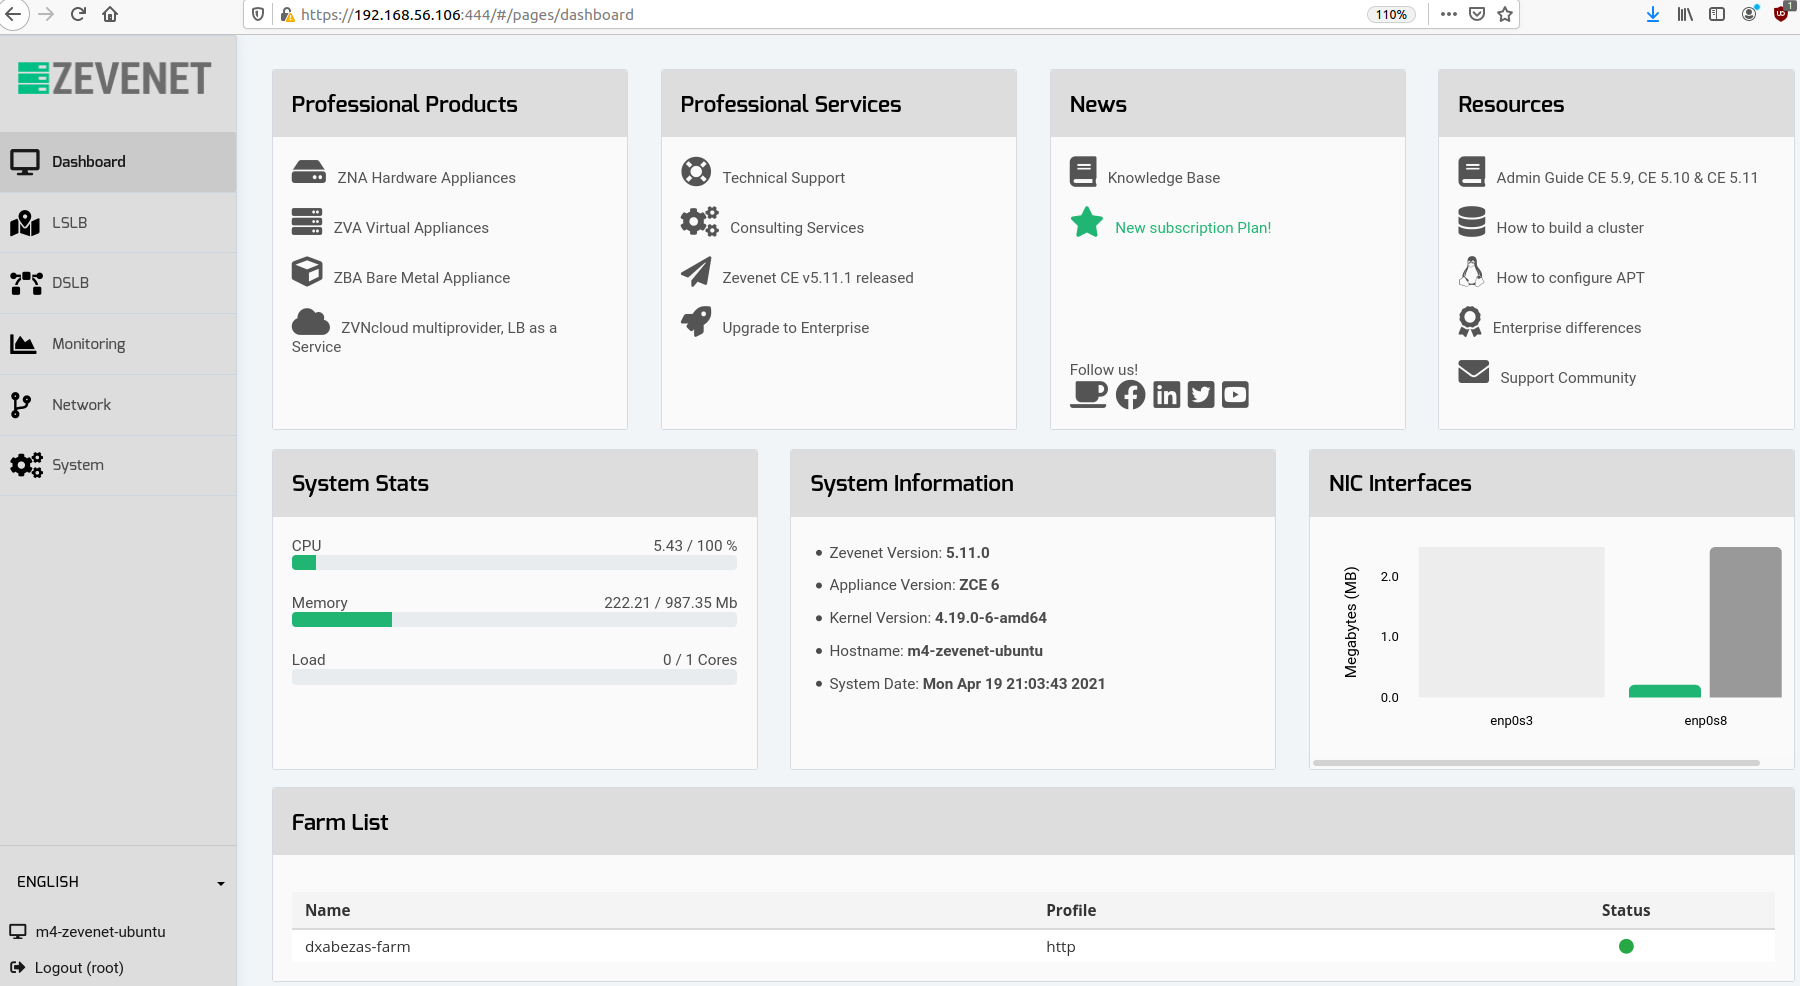 https://192.168.56.106:444/#/pages/dashboard
110%
1
ZEVENET
Dashboard
LSLB
DSLB
Monitoring
Network
System
ENGLISH
m4-zevenet-ubuntu
Logout (root)
Professional Products
ZNA Hardware Appliances
ZVA Virtual Appliances
ZBA Bare Metal Appliance
ZVNcloud multiprovider, LB as a
Service
Professional Services
Technical Support
Consulting Services
Zevenet CE v5.11.1 released
Upgrade to Enterprise
News
Knowledge Base
New subscription Plan!
Follow us!
Resources
Admin Guide CE 5.9, CE 5.10 & CE 5.11
How to build a cluster
How to configure APT
Enterprise differences
Support Community
System Stats
CPU 5.43 / 100 %
Memory 222.21 / 987.35 Mb
Load 0 / 1 Cores
System Information
Zevenet Version: 5.11.0
Appliance Version: ZCE 6
Kernel Version: 4.19.0-6-amd64
Hostname: m4-zevenet-ubuntu
System Date: Mon Apr 19 21:03:43 2021
NIC Interfaces
Megabytes (MB)
2.0
1.0
0.0
enp0s3 enp0s8
Farm List
Name Profile Status
dxabezas-farm http